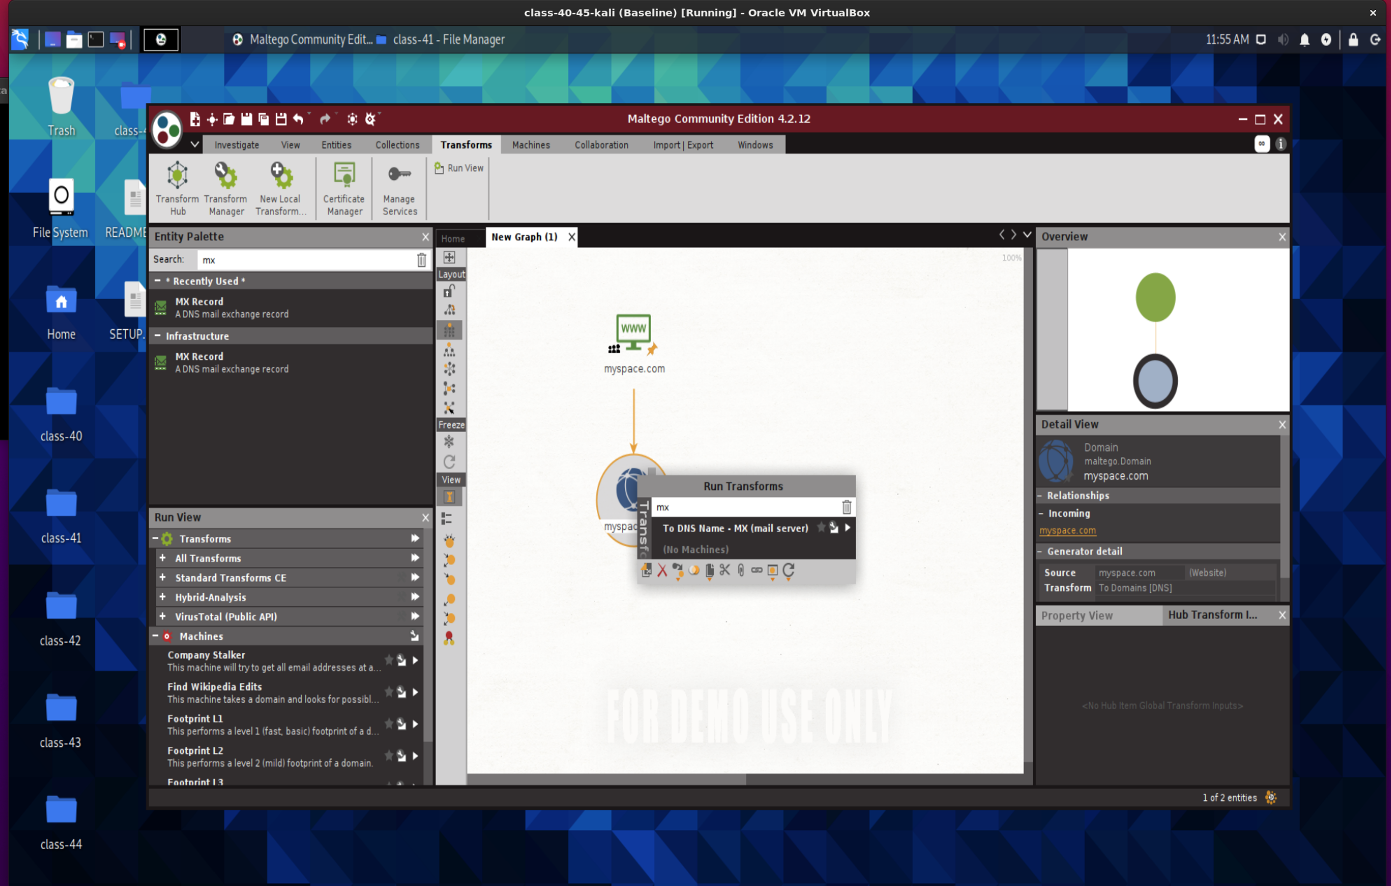 class-40-45-kali (Baseline) [Running] - Oracle VM VirtualBox
Maltego Community Edit...
class-41 - File Manager
11:55 AM
Trash
File System
Home
SETUP.
class-40
class-41
class-42
class-43
class-44
Maltego Community Edition 4.2.12
Investigate View Entities Collections Transforms Machines Collaboration Import | Export Windows
Transform Hub
Transform Manager
New Local Transform...
Certificate Manager
Manage Services
Run View
Entity Palette
Search: mx
* Recently Used *
MX Record
A DNS mail exchange record
Infrastructure
MX Record
A DNS mail exchange record
Run View
Transforms
All Transforms
Standard Transforms CE
Hybrid-Analysis
VirusTotal (Public API)
Machines
Company Stalker
This machine will try to get all email addresses at a...
Find Wikipedia Edits
This machine takes a domain and looks for possibl...
Footprint L1
This performs a level 1 (fast, basic) footprint of a d...
Footprint L2
This performs a level 2 (mild) footprint of a domain.
Footprint L3
Home
New Graph (1)
Layout
Freeze
View
100%
WWW
myspace.com
myspac
Run Transforms
mx
To DNS Name - MX (mail server)
(No Machines)
FOR DEMO USE ONLY
Overview
Detail View
Domain
maltego.Domain
myspace.com
Relationships
Incoming
myspace.com
Generator detail
Source myspace.com (Website)
Transform To Domains [DNS]
Property View
Hub Transform I...
<No Hub Item Global Transform Inputs>
1 of 2 entities